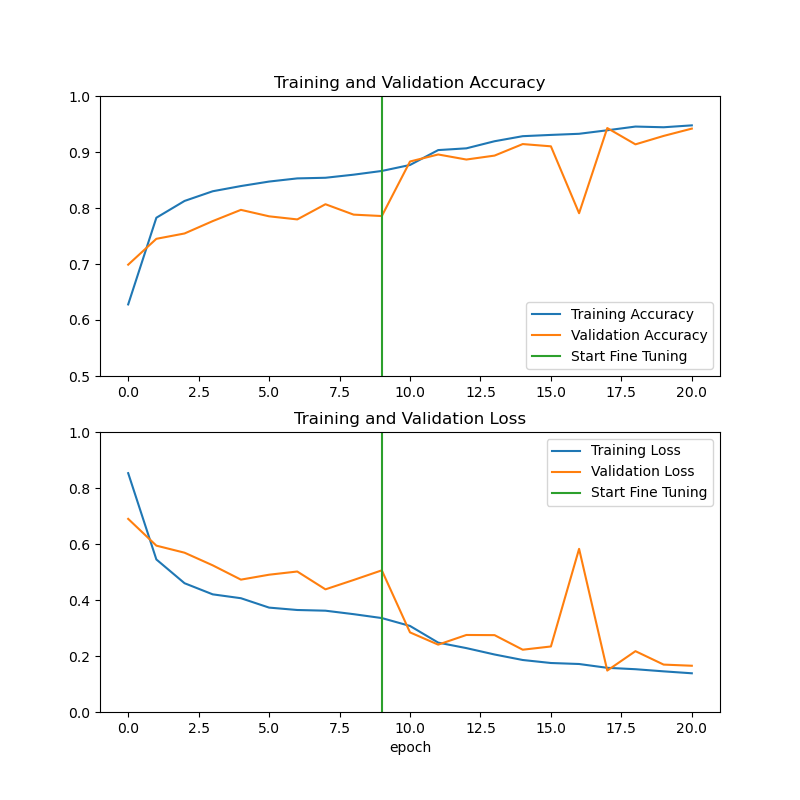 Training and Validation Accuracy
1.0
0.9
0.8
0.7
0.6
0.5
Training Accuracy
Validation Accuracy
Start Fine Tuning
0.0 2.5 5.0 7.5 10.0 12.5 15.0 17.5 20.0
Training and Validation Loss
1.0
0.8
0.6
0.4
0.2
0.0
Training Loss
Validation Loss
Start Fine Tuning
0.0 2.5 5.0 7.5 10.0 12.5 15.0 17.5 20.0
epoch